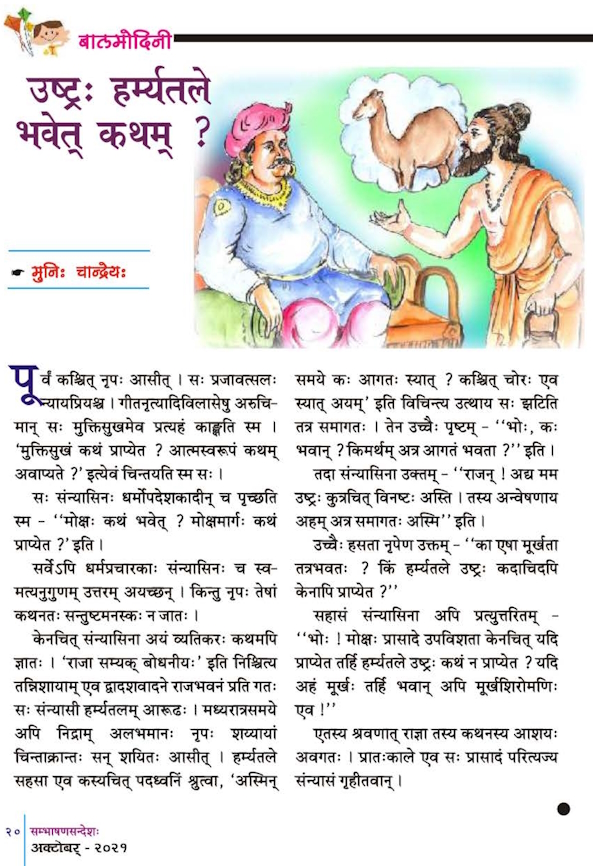 बालमोदिनी
उष्ट्रः हर्म्यतले
भवेत् कथम् ?
मुनिः चान्द्रेयः
पूर्वं कश्चित् नृपः आसीत् । सः प्रजावत्सलः
न्यायप्रियश्च । गीतनृत्यादिविलासेषु अरुचि-
मान् सः मुक्तिसुखमेव प्रत्यहं काङ्क्षति स्म ।
‘मुक्तिसुखं कथं प्राप्येत ? आत्मस्वरूपं कथम्
अवाप्यते ?’ इत्येवं चिन्तयति स्म सः ।
सः संन्यासिनः धर्मोपदेशकादीन् च पृच्छति
स्म - ‘‘मोक्षः कथं भवेत् ? मोक्षमार्गः कथं
प्राप्येत ?’ इति ।
सर्वेऽपि धर्मप्रचारकाः संन्यासिनः च स्व-
मत्यनुगुणम् उत्तरम् अयच्छन् । किन्तु नृपः तेषां
कथनतः सन्तुष्टमनस्कः न जातः ।
केनचित् संन्यासिना अयं व्यतिकरः कथमपि
ज्ञातः । ‘राजा सम्यक् बोधनीयः’ इति निश्चित्य
तन्निशायाम् एव द्वादशवादने राजभवनं प्रति गतः
सः संन्यासी हर्म्यतलम् आरूढः । मध्यरात्रसमये
अपि निद्राम् अलभमानः नृपः शय्यायां
चिन्ताक्रान्तः सन् शयितः आसीत् । हर्म्यतले
सहसा एव कस्यचित् पदध्वनिं श्रुत्वा, ‘अस्मिन्
समये कः आगतः स्यात् ? कश्चित् चोरः एव
स्यात् अयम्’ इति विचिन्त्य उत्थाय सः झटिति
तत्र समागतः । तेन उच्चैः पृष्टम् - ‘‘भोः, कः
भवान् ? किमर्थम् अत्र आगतं भवता ?’’ इति ।
तदा संन्यासिना उक्तम् - ‘‘राजन् ! अद्य मम
उष्ट्रः कुत्रचित् विनष्टः अस्ति । तस्य अन्वेषणाय
अहम् अत्र समागतः अस्मि’’ इति ।
उच्चैः हसता नृपेण उक्तम् - ‘‘का एषा मूर्खता
तत्रभवतः ? किं हर्म्यतले उष्ट्रः कदाचिदपि
केनापि प्राप्येत ?’’
सहासं संन्यासिना अपि प्रत्युत्तरितम् -
‘‘भोः ! मोक्षः प्रासादे उपविशता केनचित् यदि
प्राप्येत तर्हि हर्म्यतले उष्ट्रः कथं न प्राप्येत ? यदि
अहं मूर्खः तर्हि भवान् अपि मूर्खशिरोमणिः
एव !’’
एतस्य श्रवणात् राज्ञा तस्य कथनस्य आशयः
अवगतः । प्रातःकाले एव सः प्रासादं परित्यज्य
संन्यासं गृहीतवान् ।
२० सम्भाषणसन्देशः
अक्टोबर् - २०२१